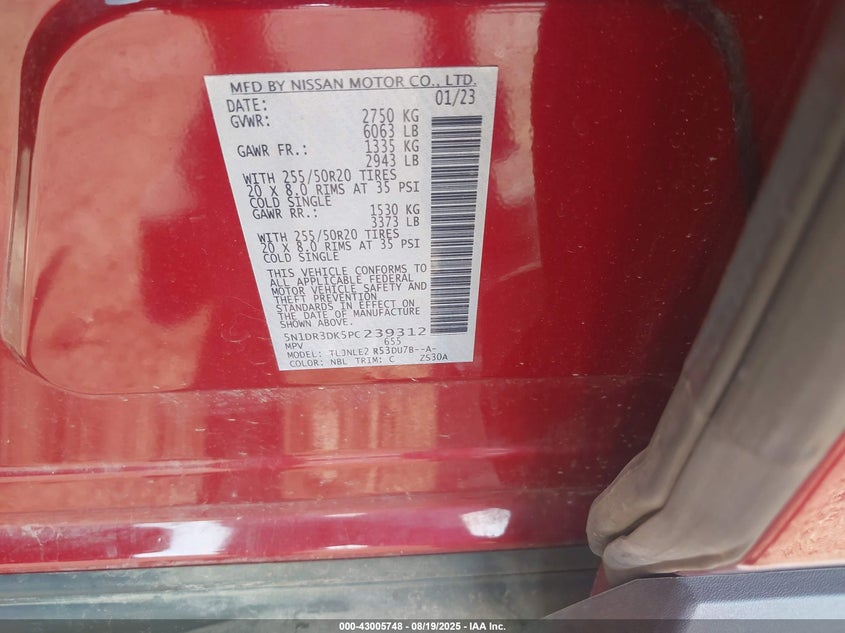 MFD BY NISSAN MOTOR CO., LTD.
DATE: 01/23
GVWR: 2750 KG
6063 LB
GAWR FR.: 1335 KG
2943 LB
WITH 255/50R20 TIRES
20 X 8.0 RIMS AT 35 PSI
COLD SINGLE
GAWR RR.: 1530 KG
3373 LB
WITH 255/50R20 TIRES
20 X 8.0 RIMS AT 35 PSI
COLD SINGLE
THIS VEHICLE CONFORMS TO
ALL APPLICABLE FEDERAL
MOTOR VEHICLE SAFETY AND
THEFT PREVENTION
STANDARDS IN EFFECT ON
THE DATE OF MANUFACTURE
SHOWN ABOVE.
5N1DR3DK5PC239312
MPV 655
MODEL: TLJNLE2 R53DU7B--A-
COLOR: NBL TRIM: C ZS30A
000-43005748 - 08/19/2025 - IAA Inc.